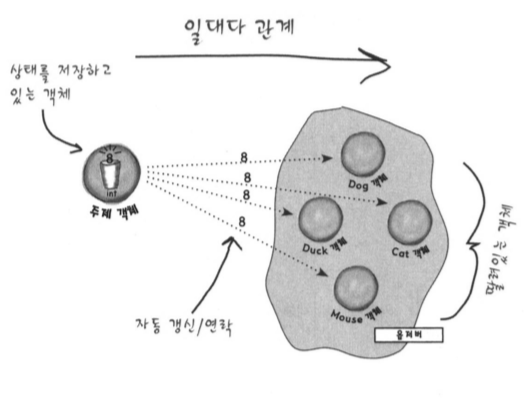 일대다 관계
상태를 저장하고
있는 객체
8
int
주제 객체
8
8
8
8
Dog 객체
Duck 객체
Cat 객체
Mouse 객체
딸려있는 객체
자동 갱신/연락
옵저버